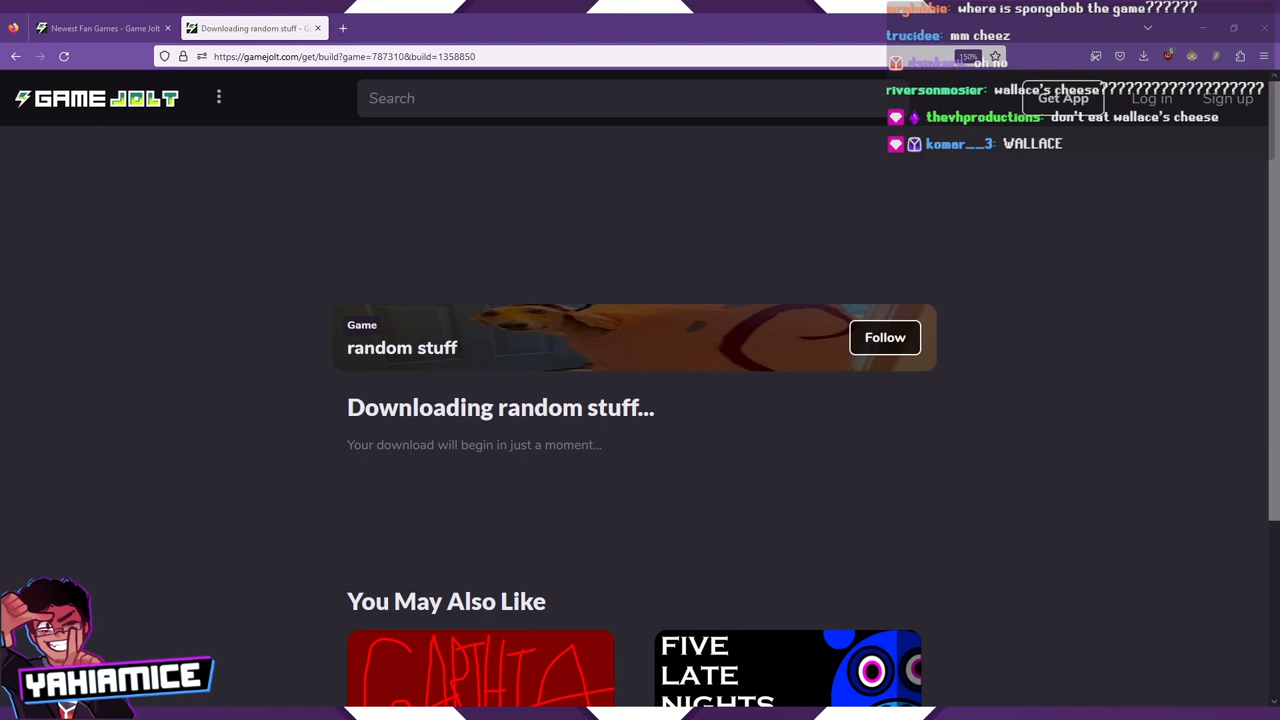 Newest Fan Games - Game Jolt
Downloading random stuff - G
https://gamejolt.com/get/build?game=787310&build=1358850
150%
GAME JOLT
Search
Get App
Log in
Sign up
where is spongebob the game??????
trucidee: mm cheez
oh no
riversonmosier: wallace's cheese???????????????????
thevhproductions: don't eat wallace's cheese
komer__3: WALLACE
Game
random stuff
Follow
Downloading random stuff...
Your download will begin in just a moment...
You May Also Like
FIVE
LATE
NIGHTS
YAHIAMICE